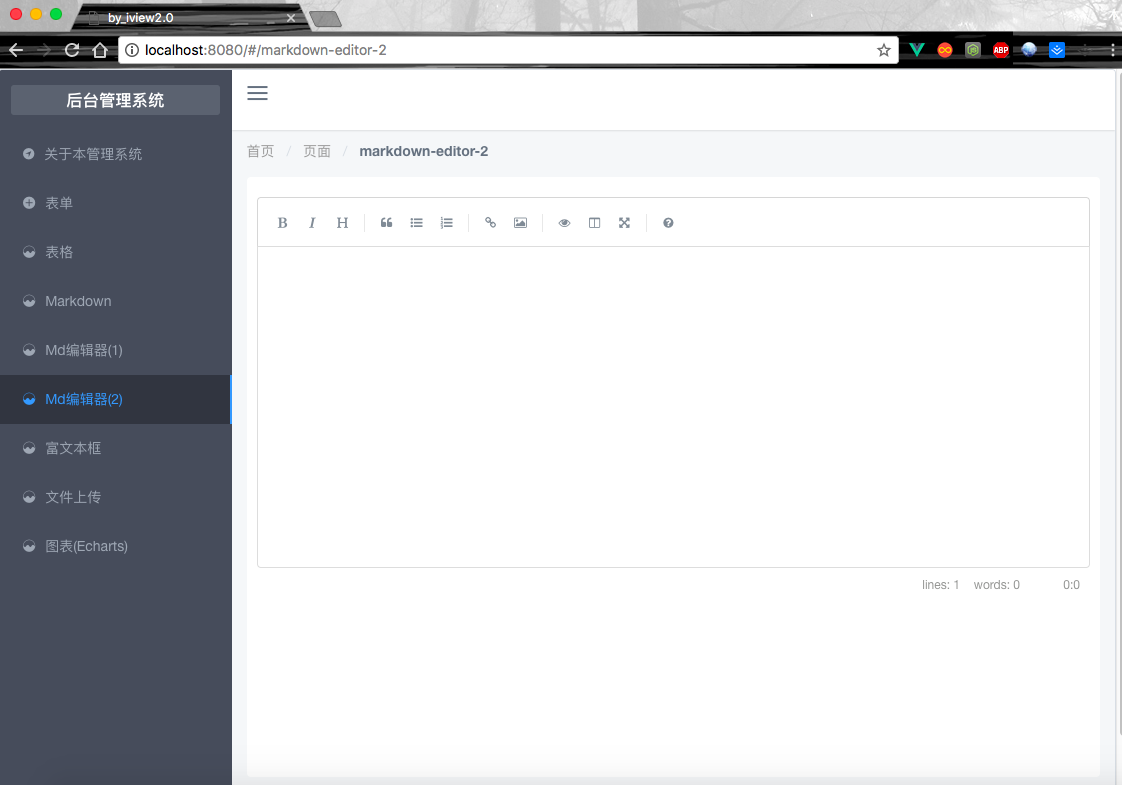 by_iview2.0
localhost:8080/#/markdown-editor-2
ABP
后台管理系统
关于本管理系统
表单
表格
Markdown
Md编辑器(1)
Md编辑器(2)
富文本框
文件上传
图表(Echarts)
首页 / 页面 / markdown-editor-2
B I H
lines: 1 words: 0 0:0